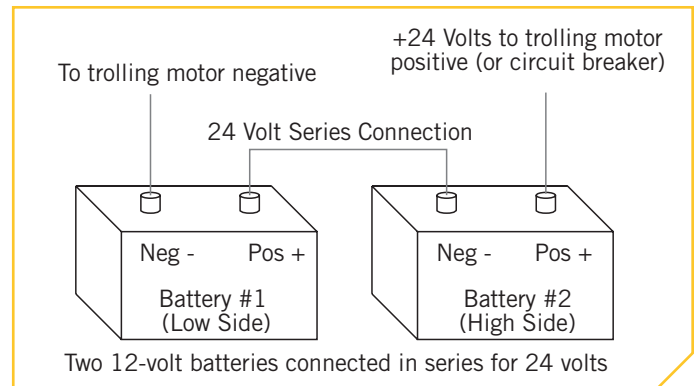 +24 Volts to trolling motor
positive (or circuit breaker)
To trolling motor negative
24 Volt Series Connection
Neg -
Pos +
Neg -
Pos +
Battery #1
(Low Side)
Battery #2
(High Side)
Two 12-volt batteries connected in series for 24 volts